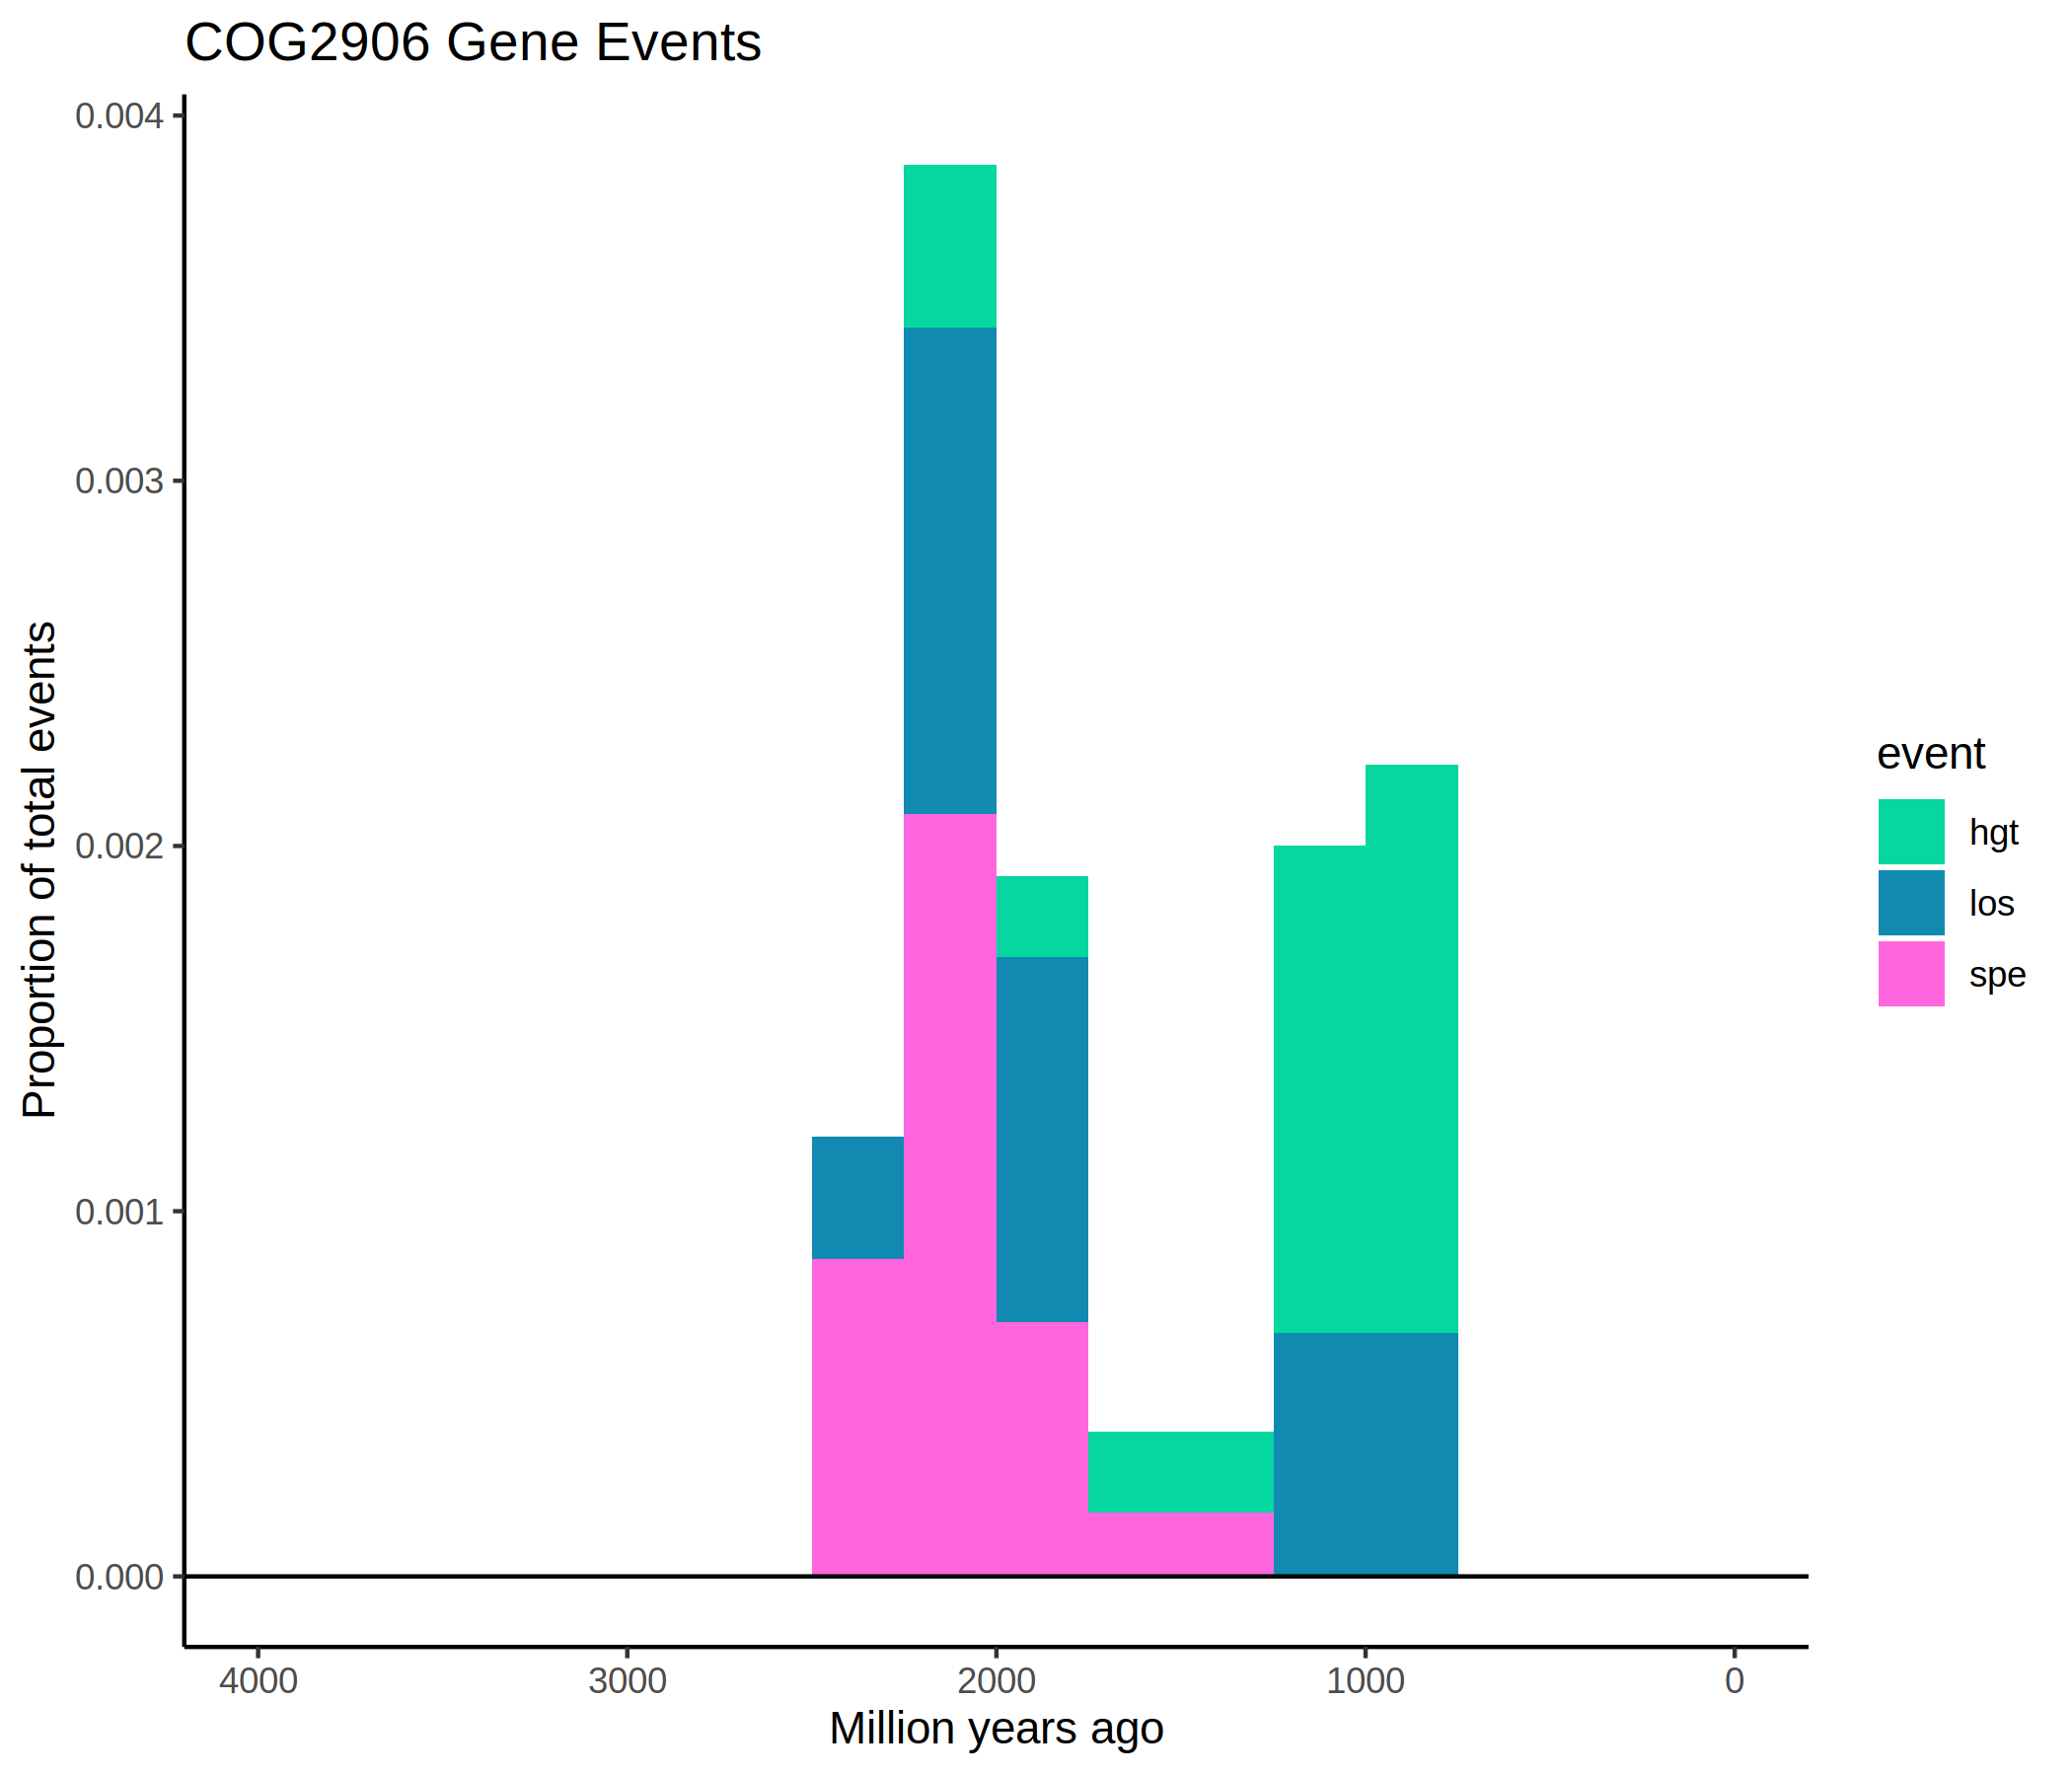 COG2906 Gene Events
Proportion of total events
0.004
0.003
0.002
0.001
0.000
4000 3000 2000 1000 0
Million years ago
event
hgt
los
spe